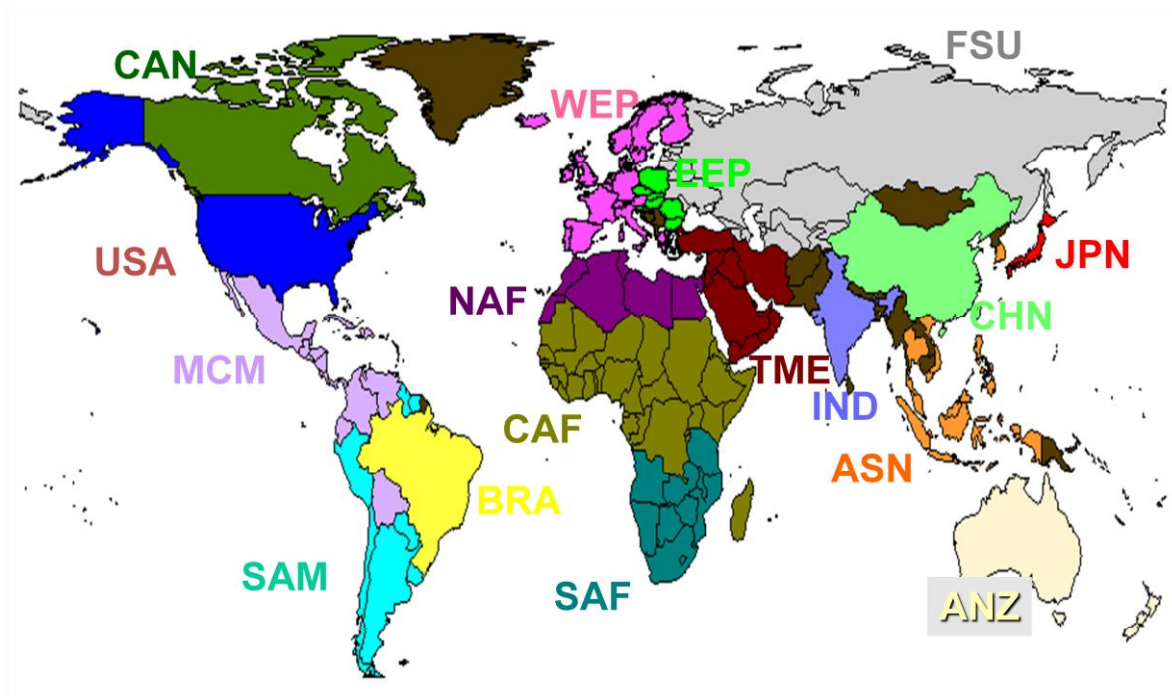 CAN
FSU
WEP
EEP
USA
JPN
NAF
CHN
MCM
TME
IND
CAF
ASN
BRA
SAM
SAF
ANZ